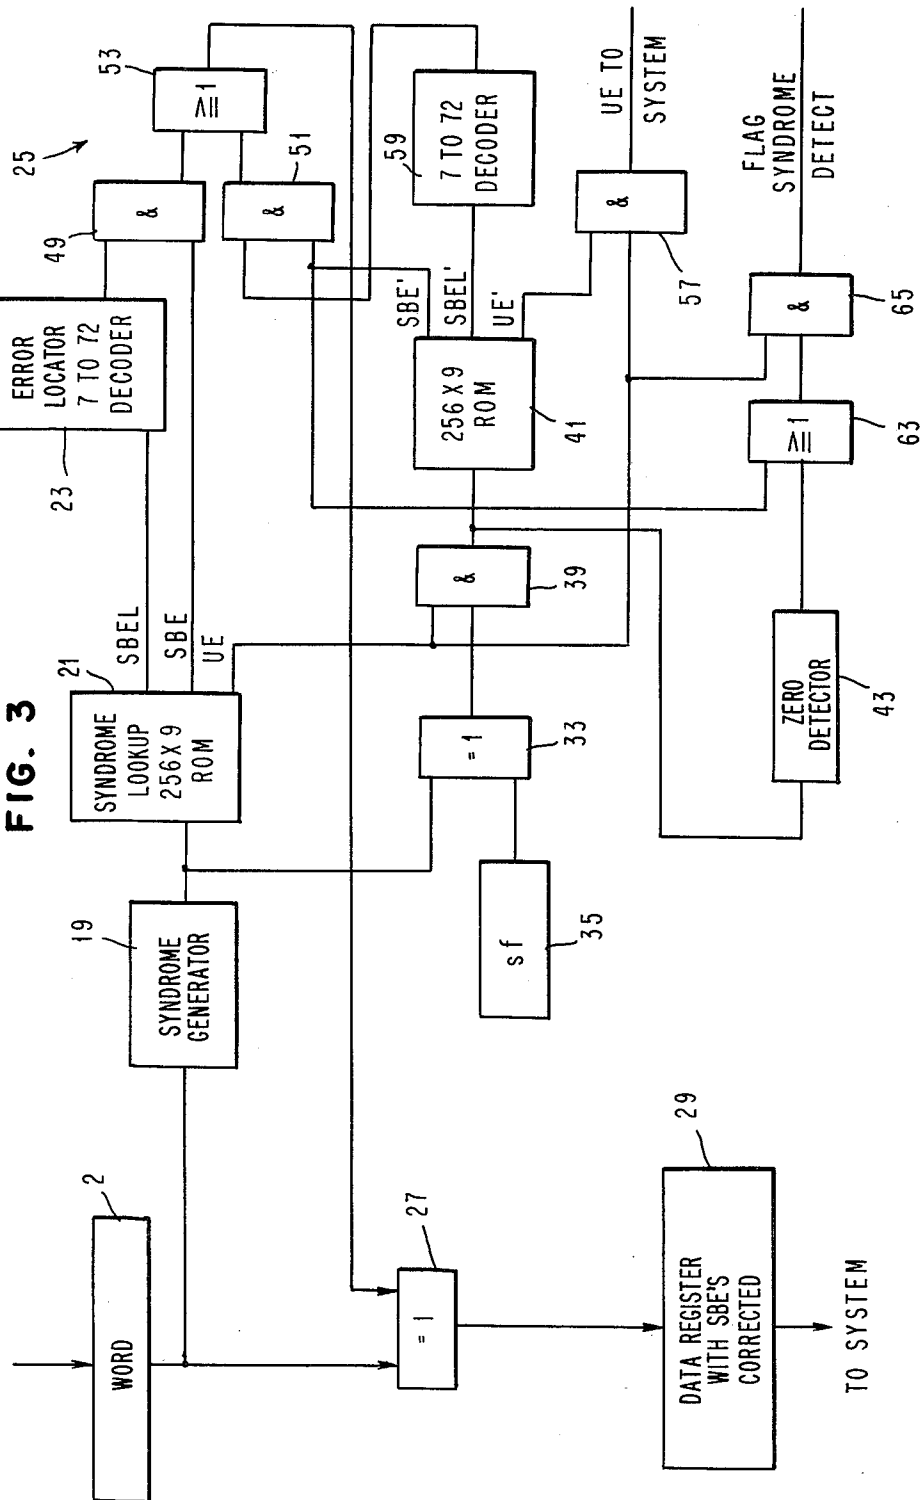 FIG. 3
WORD
2
SYNDROME
GENERATOR
19
SYNDROME
LOOKUP
256 X 9
ROM
21
SBEL
SBE
UE
ERROR
LOCATOR
7 TO 72
DECODER
23
&
49
25
&
51
≥1
53
= 1
27
DATA REGISTER
WITH SBE'S
CORRECTED
29
TO SYSTEM
sf
35
= 1
33
&
39
256 X 9
ROM
41
SBE'
SBEL'
UE'
7 TO 72
DECODER
59
&
57
UE TO
SYSTEM
ZERO
DETECTOR
43
≥1
63
&
65
FLAG
SYNDROME
DETECT